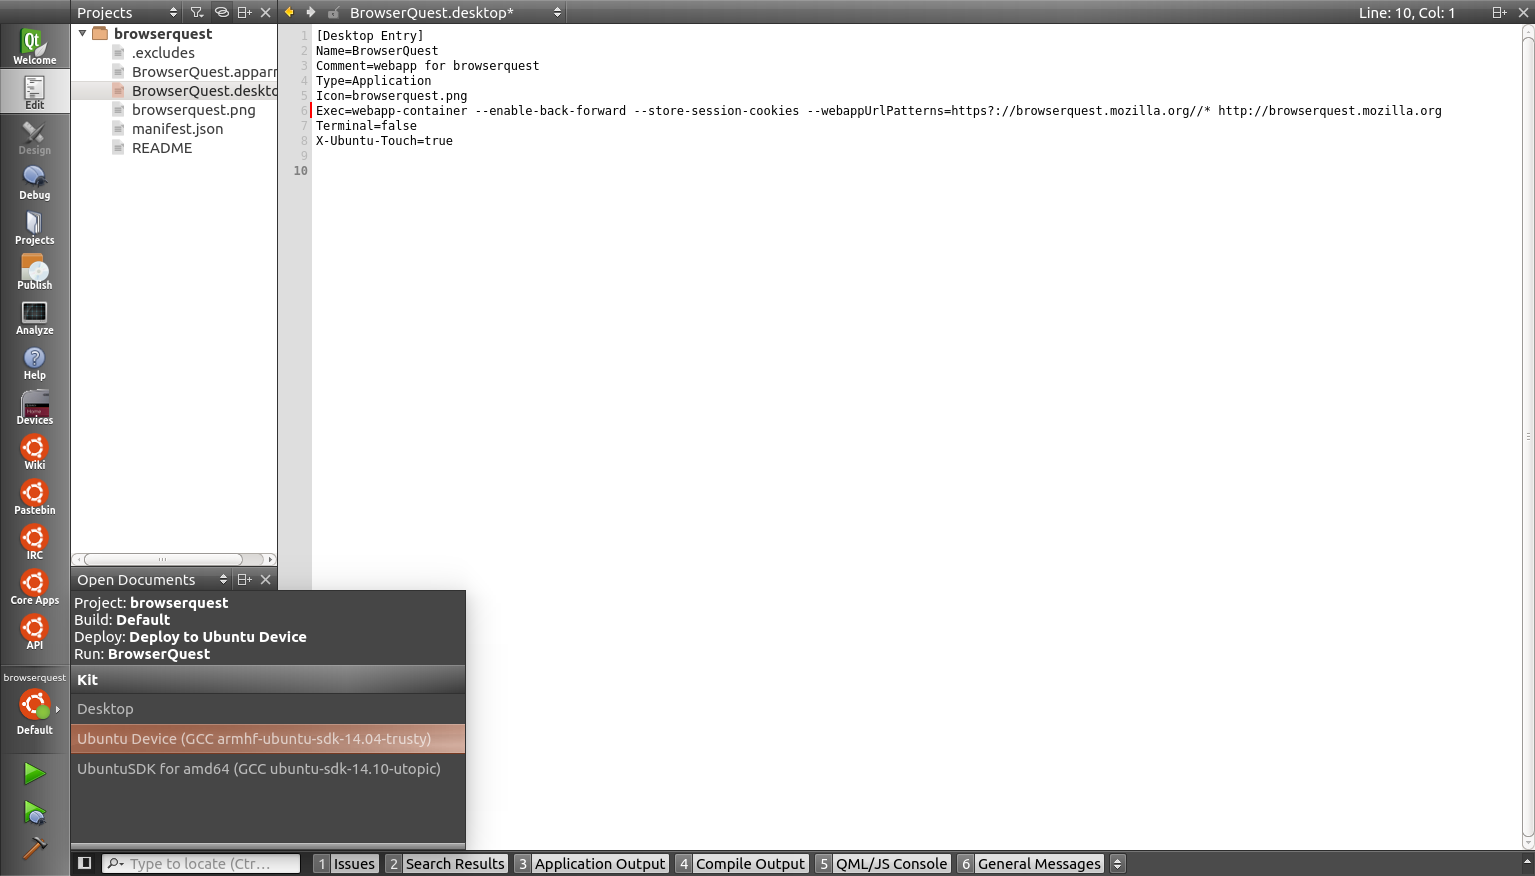 Projects
BrowserQuest.desktop*
Line: 10, Col: 1
Welcome
Edit
Design
Debug
Projects
Publish
Analyze
Help
Devices
Wiki
Pastebin
IRC
Core Apps
API
browserquest
Default
browserquest
.excludes
BrowserQuest.apparr
BrowserQuest.deskto
browserquest.png
manifest.json
README
1 [Desktop Entry]
2 Name=BrowserQuest
3 Comment=webapp for browserquest
4 Type=Application
5 Icon=browserquest.png
6 Exec=webapp-container --enable-back-forward --store-session-cookies --webappUrlPatterns=https?://browserquest.mozilla.org//* http://browserquest.mozilla.org
7 Terminal=false
8 X-Ubuntu-Touch=true
9
10
Open Documents
Project: browserquest
Build: Default
Deploy: Deploy to Ubuntu Device
Run: BrowserQuest
Kit
Desktop
Ubuntu Device (GCC armhf-ubuntu-sdk-14.04-trusty)
UbuntuSDK for amd64 (GCC ubuntu-sdk-14.10-utopic)
Type to locate (Ctr...
1 Issues
2 Search Results
3 Application Output
4 Compile Output
5 QML/JS Console
6 General Messages